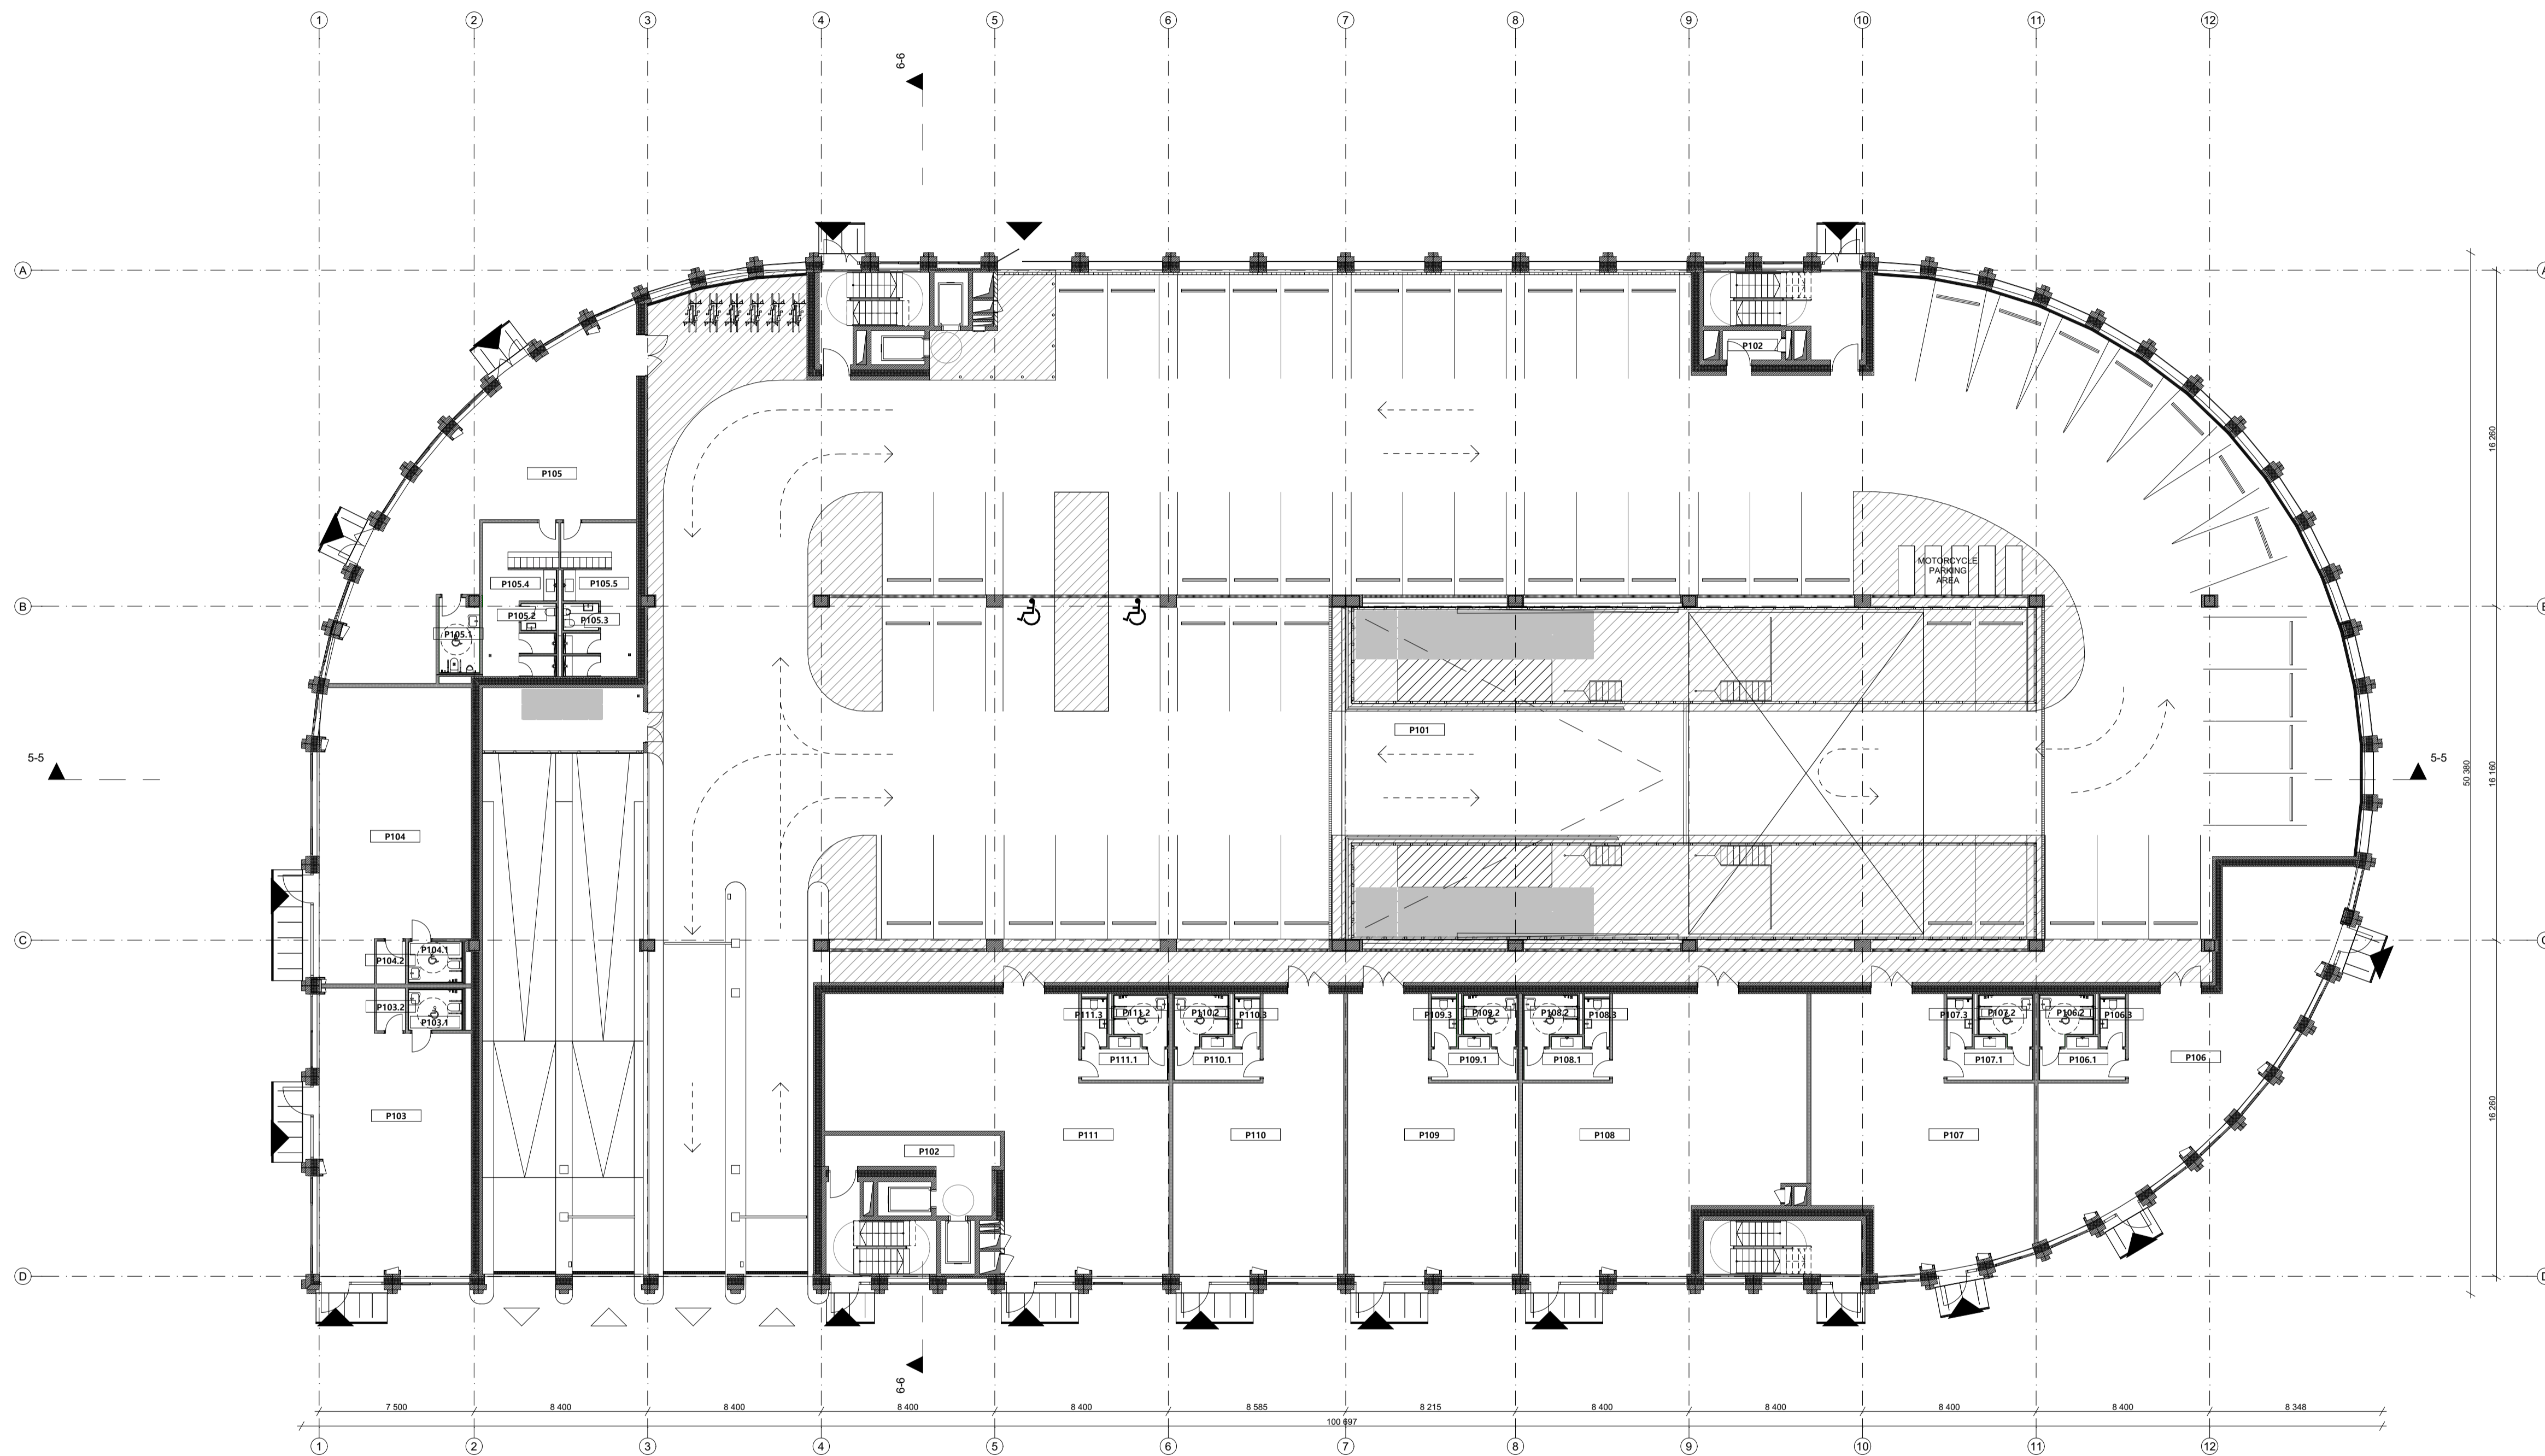 1 2 3 4 5 6 7 8 9 10 11 12
6-6
A A
P102
16 260
P105
MOTORCYCLE
PARKING
AREA
P105.4 P105.5
B B
P105.2 P105.3
P105.1
P101
5-5 5-5
50 380
16 160
P104
C C
P104.1
P104.2
P103.2
P103.1
P111.3 P111.2 P110.2 P110.3 P109.3 P109.2 P108.2 P108.3 P107.3 P107.2 P106.2 P106.3
P111.1 P110.1 P109.1 P108.1 P107.1 P106.1 P106
P103
16 260
P111 P110 P109 P108 P107
P102
D D
6-6
7 500 8 400 8 400 8 400 8 400 8 585 8 215 8 400 8 400 8 400 8 400 8 348
100 697
1 2 3 4 5 6 7 8 9 10 11 12